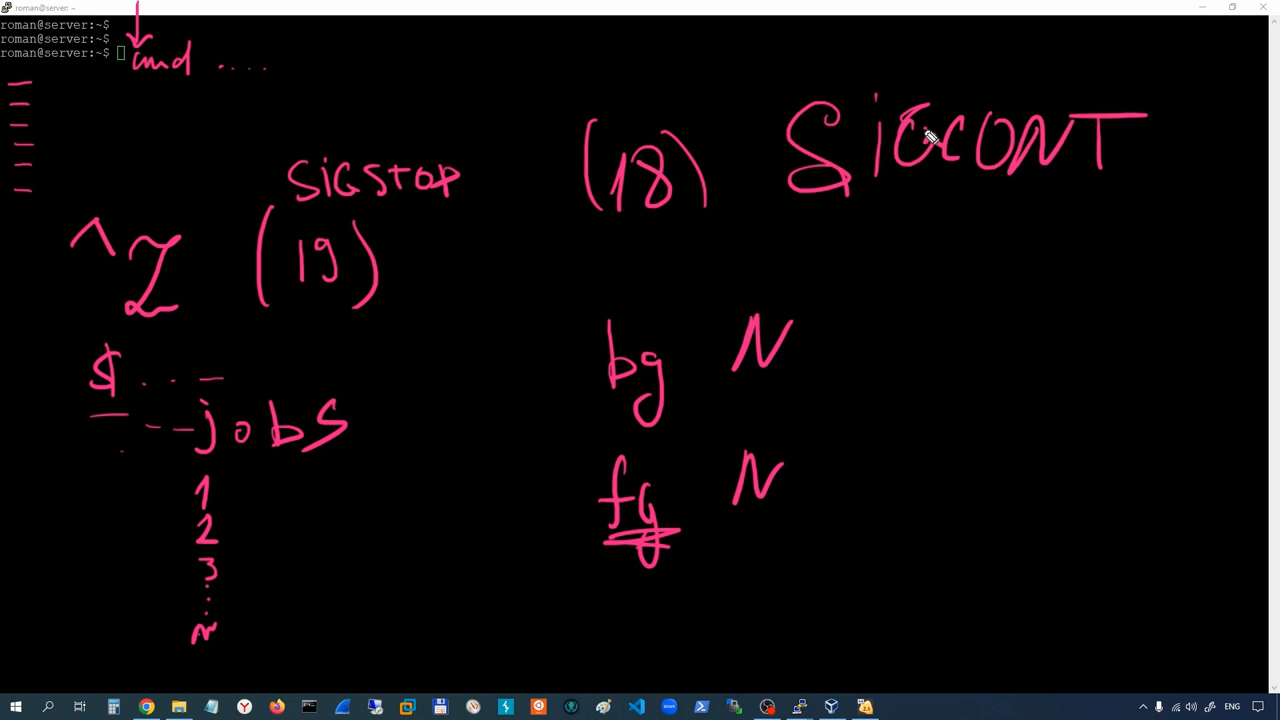 roman@server: ~
roman@server:~$
roman@server:~$
roman@server:~$
cmd ....
SIGCONT
(18)
SIGSTOP
^Z (19)
bg N
$...—
jobs
fg N
1
2
3
ENG